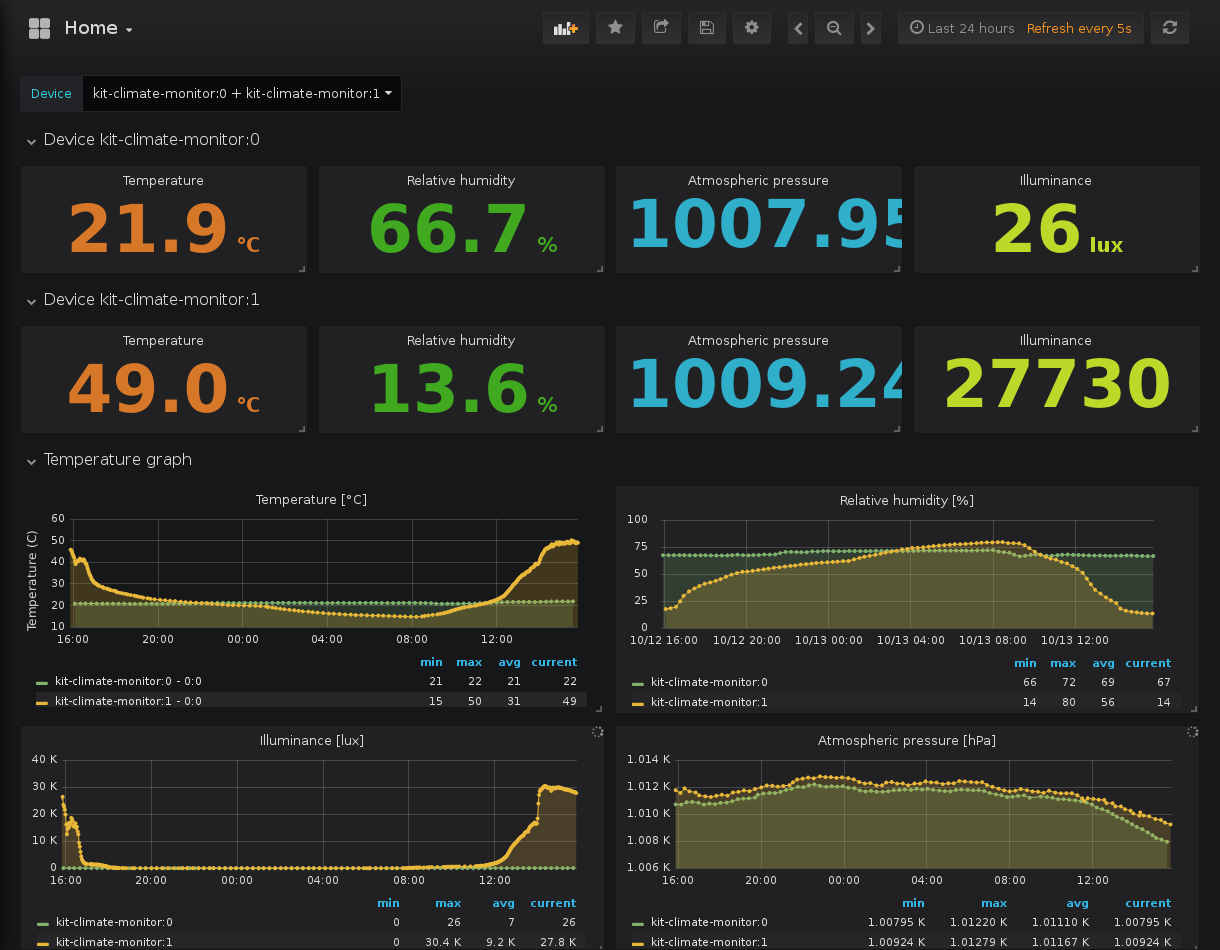 Home
Last 24 hours Refresh every 5s
Device kit-climate-monitor:0 + kit-climate-monitor:1
Device kit-climate-monitor:0
Temperature Relative humidity Atmospheric pressure Illuminance
21.9 °C 66.7 % 1007.95 26 lux
Device kit-climate-monitor:1
Temperature Relative humidity Atmospheric pressure Illuminance
49.0 °C 13.6 % 1009.24 27730
Temperature graph
Temperature [°C]
Temperature (C)
60
50
40
30
20
10
16:00 20:00 00:00 04:00 08:00 12:00
min max avg current
kit-climate-monitor:0 - 0:0 21 22 21 22
kit-climate-monitor:1 - 0:0 15 50 31 49
Relative humidity [%]
100
75
50
25
0
10/12 16:00 10/12 20:00 10/13 00:00 10/13 04:00 10/13 08:00 10/13 12:00
min max avg current
kit-climate-monitor:0 66 72 69 67
kit-climate-monitor:1 14 80 56 14
Illuminance [lux]
40 K
30 K
20 K
10 K
0
16:00 20:00 00:00 04:00 08:00 12:00
min max avg current
kit-climate-monitor:0 0 26 7 26
kit-climate-monitor:1 0 30.4 K 9.2 K 27.8 K
Atmospheric pressure [hPa]
1.014 K
1.012 K
1.010 K
1.008 K
1.006 K
16:00 20:00 00:00 04:00 08:00 12:00
min max avg current
kit-climate-monitor:0 1.00795 K 1.01220 K 1.01110 K 1.00795 K
kit-climate-monitor:1 1.00924 K 1.01279 K 1.01167 K 1.00924 K